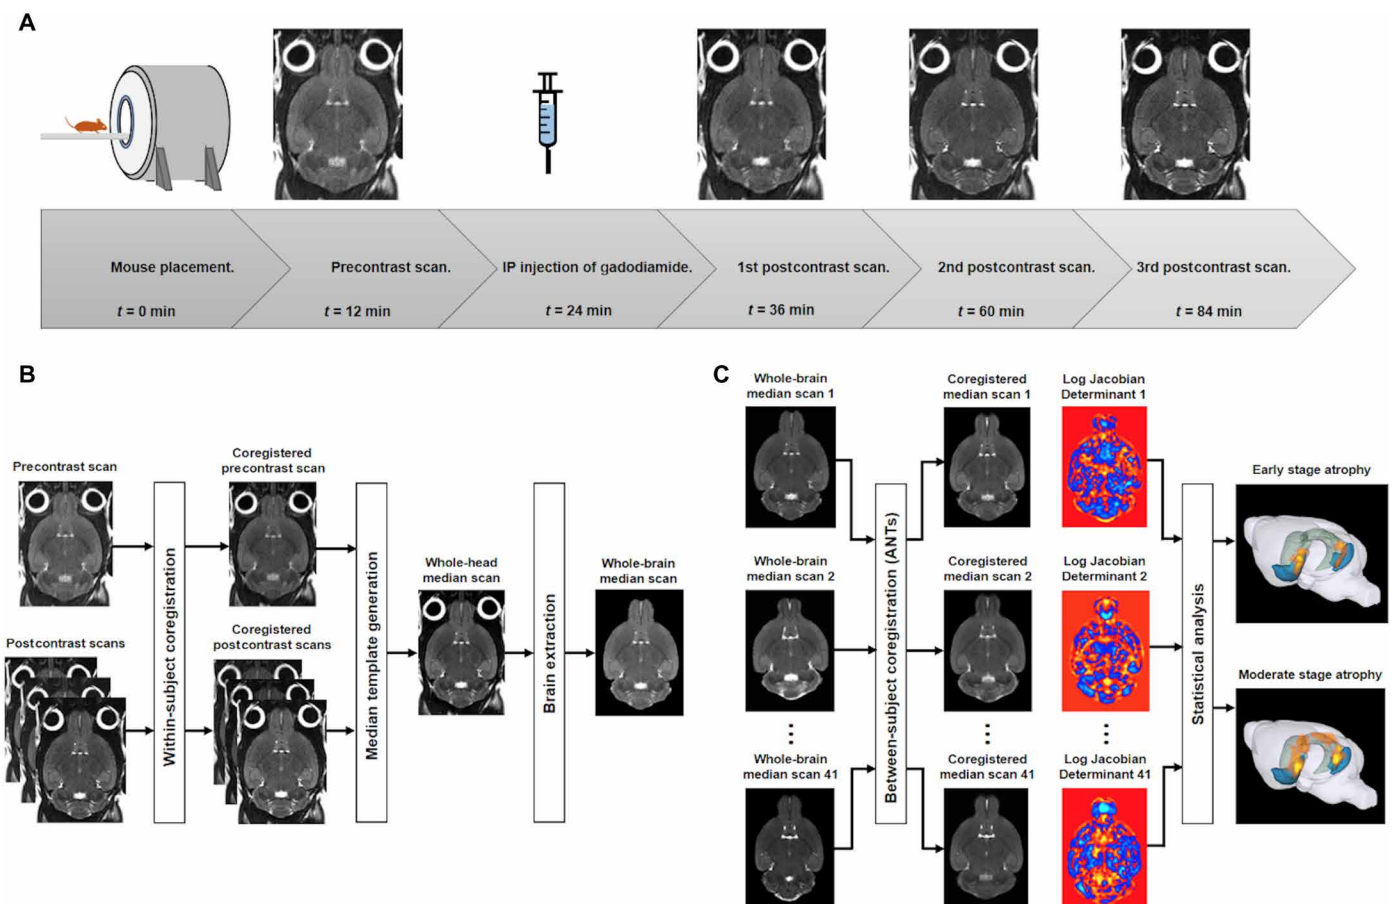 A
Mouse placement.
t = 0 min
Precontrast scan.
t = 12 min
IP injection of gadodiamide.
t = 24 min
1st postcontrast scan.
t = 36 min
2nd postcontrast scan.
t = 60 min
3rd postcontrast scan.
t = 84 min
B
Precontrast scan
Postcontrast scans
Within-subject coregistration
Coregistered
precontrast scan
Coregistered
postcontrast scans
Median template generation
Whole-head
median scan
Brain extraction
Whole-brain
median scan
C
Whole-brain
median scan 1
Whole-brain
median scan 2
Whole-brain
median scan 41
Between-subject coregistration (ANTs)
Coregistered
median scan 1
Coregistered
median scan 2
Coregistered
median scan 41
Log Jacobian
Determinant 1
Log Jacobian
Determinant 2
Log Jacobian
Determinant 41
Statistical analysis
Early stage atrophy
Moderate stage atrophy